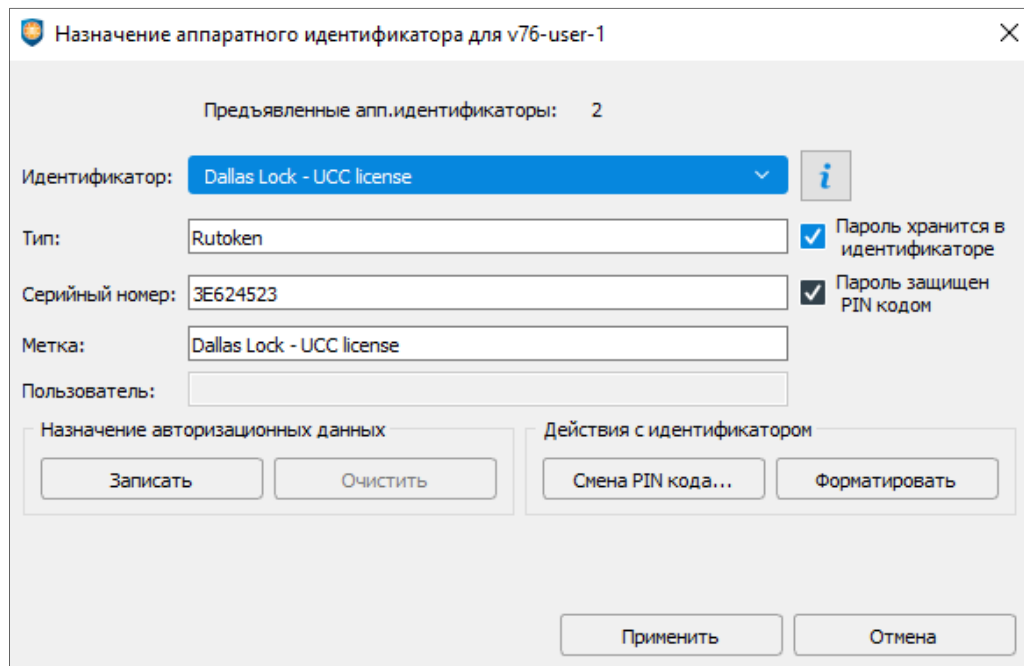 Назначение аппаратного идентификатора для v76-user-1
Предъявленные апп.идентификаторы: 2
Идентификатор: Dallas Lock - UCC license i
Тип: Rutoken
Пароль хранится в
идентификаторе
Серийный номер: 3E624523
Пароль защищен
PIN кодом
Метка: Dallas Lock - UCC license
Пользователь:
Назначение авторизационных данных
Действия с идентификатором
Записать Очистить
Смена PIN кода... Форматировать
Применить Отмена